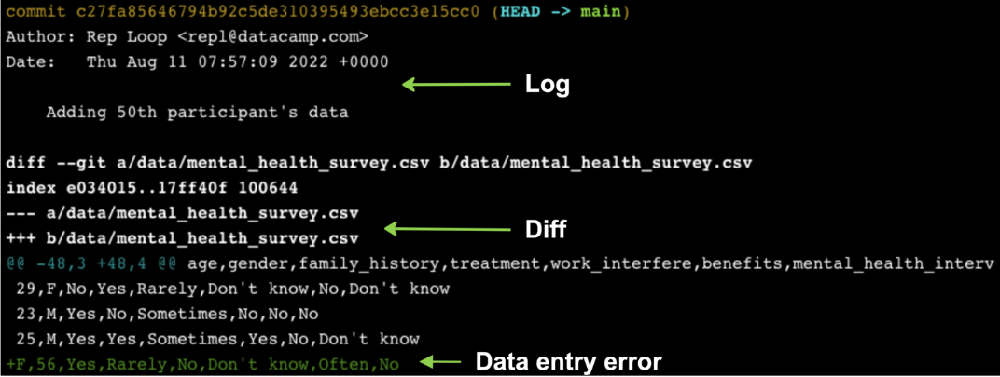 commit c27fa85646794b92c5de310395493ebcc3e15cc0 (HEAD -> main)
Author: Rep Loop <repl@datacamp.com>
Date:   Thu Aug 11 07:57:09 2022 +0000
Log
Adding 50th participant's data
diff --git a/data/mental_health_survey.csv b/data/mental_health_survey.csv
index e034015..17ff40f 100644
--- a/data/mental_health_survey.csv
+++ b/data/mental_health_survey.csv
Diff
@@ -48,3 +48,4 @@ age,gender,family_history,treatment,work_interfere,benefits,mental_health_interv
29,F,No,Yes,Rarely,Don't know,No,Don't know
23,M,Yes,No,Sometimes,No,No,No
25,M,Yes,Yes,Sometimes,Yes,No,Don't know
+F,56,Yes,Rarely,No,Don't know,Often,No
Data entry error